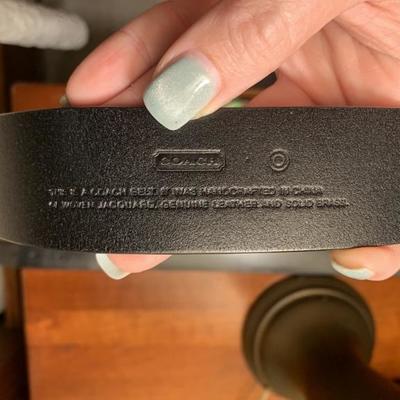 COACH
THIS IS A COACH BELT. IT WAS HANDCRAFTED IN CHINA
OF WOVEN JACQUARD, GENUINE LEATHER AND SOLID BRASS.